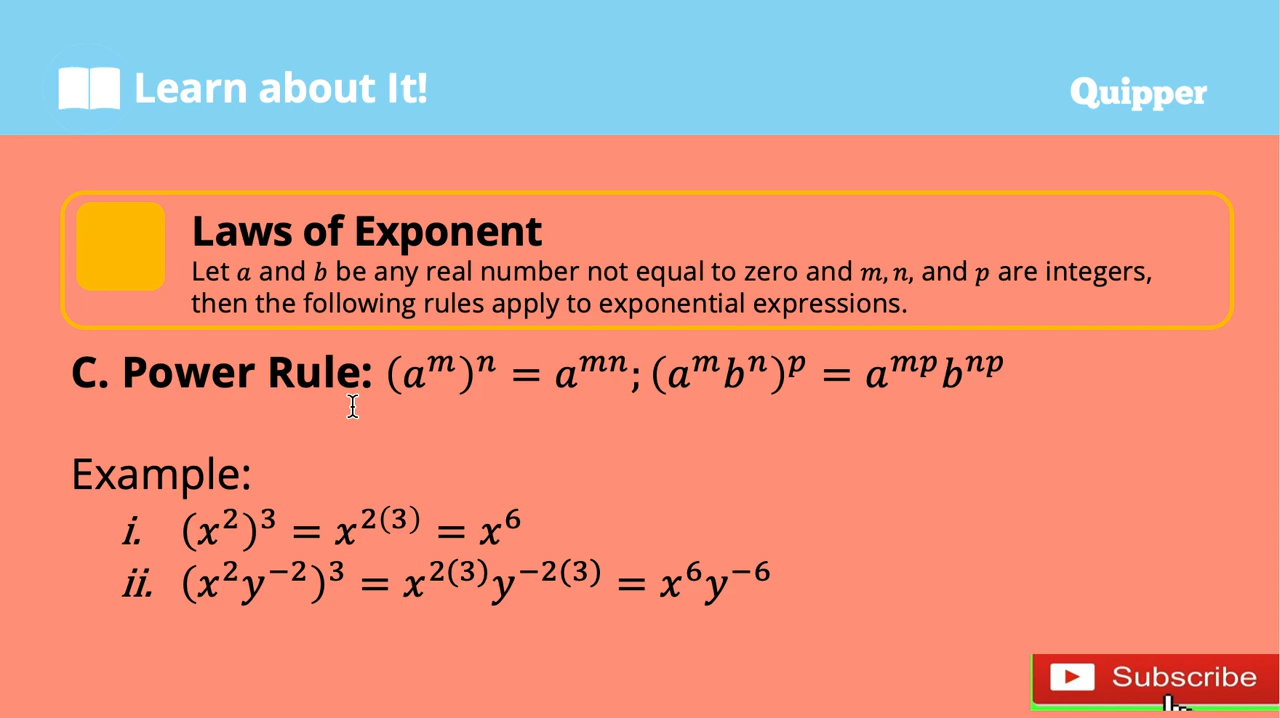 Learn about It!
Quipper
Laws of Exponent
Let a and b be any real number not equal to zero and m, n, and p are integers,
then the following rules apply to exponential expressions.
C. Power Rule: (a^m)^n = a^{mn}; (a^m b^n)^p = a^{mp} b^{np}
Example:
i. (x^2)^3 = x^{2(3)} = x^6
ii. (x^2 y^{-2})^3 = x^{2(3)} y^{-2(3)} = x^6 y^{-6}
Subscribe